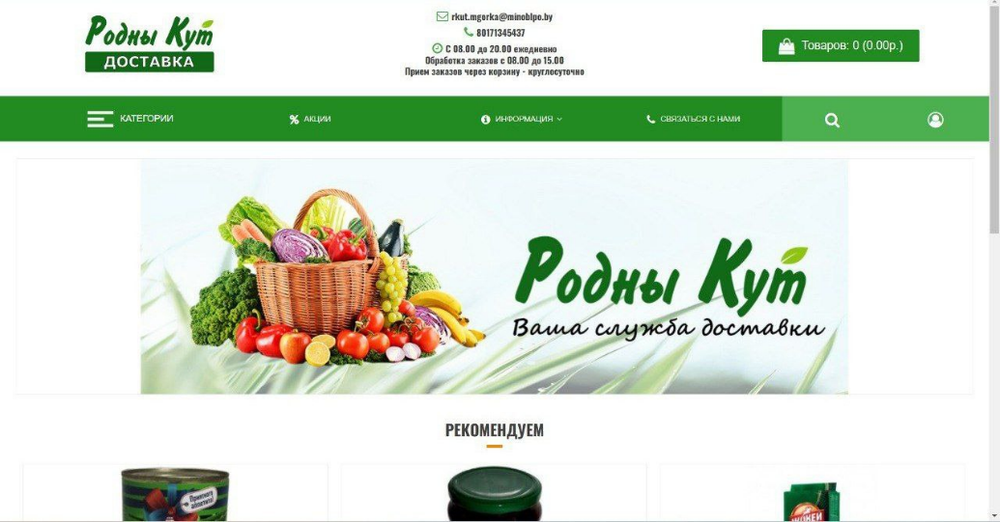 Родны Кут
ДОСТАВКА
rkut.mgorka@minoblpo.by
80171345437
С 08.00 до 20.00 ежедневно
Обработка заказов с 08.00 до 15.00
Прием заказов через корзину - круглосуточно
Товаров: 0 (0.00р.)
КАТЕГОРИИ
АКЦИИ
ИНФОРМАЦИЯ
СВЯЗАТЬСЯ С НАМИ
Родны Кут
Ваша служба доставки
РЕКОМЕНДУЕМ
Приятного
аппетита!